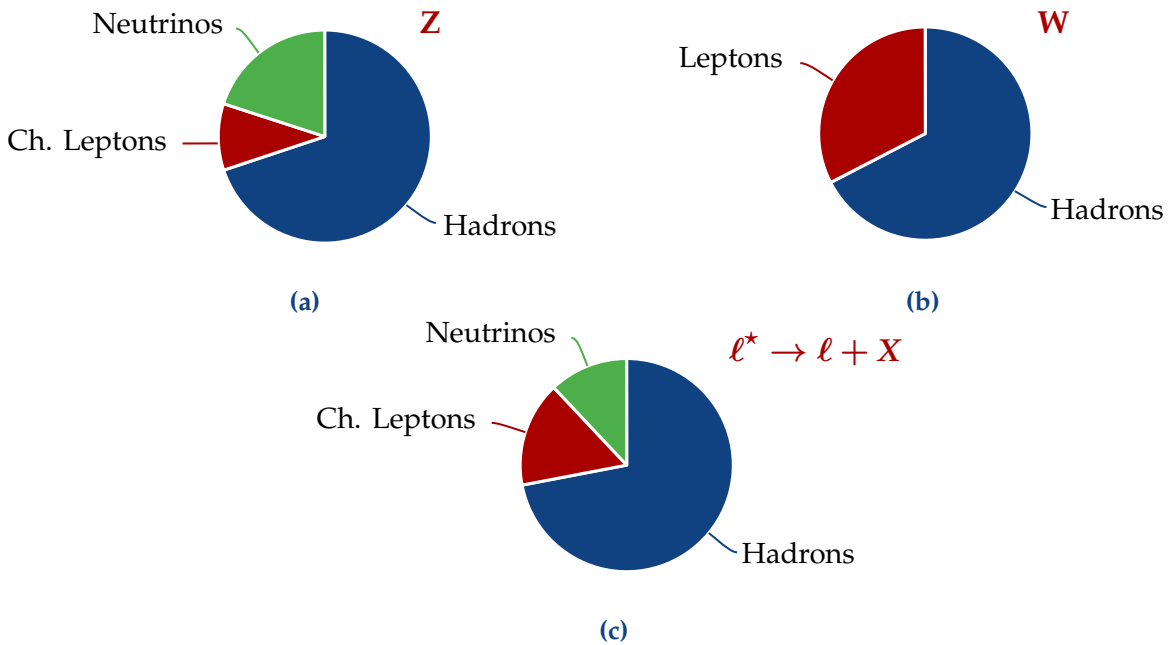 Neutrinos
Z
Ch. Leptons
Hadrons
(a)
W
Leptons
Hadrons
(b)
Neutrinos
ℓ⋆ → ℓ + X
Ch. Leptons
Hadrons
(c)